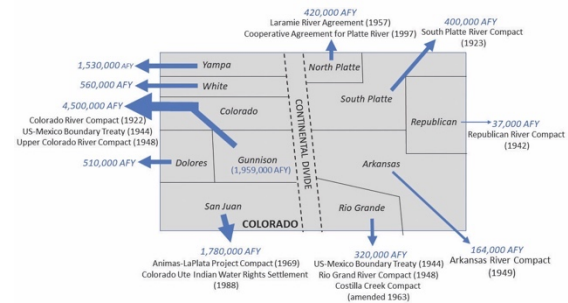 420,000 AFY
Laramie River Agreement (1957)
Cooperative Agreement for Platte River (1997)
400,000 AFY
South Platte River Compact
(1923)
1,530,000 AFY
Yampa
North Platte
560,000 AFY
White
South Platte
4,500,000 AFY
Colorado
Colorado River Compact (1922)
US-Mexico Boundary Treaty (1944)
Upper Colorado River Compact (1948)
CONTINENTAL DIVIDE
Republican
37,000 AFY
Republican River Compact
(1942)
510,000 AFY
Dolores
Gunnison
(1,959,000 AFY)
Arkansas
San Juan
COLORADO
Rio Grande
1,780,000 AFY
Animas-LaPlata Project Compact (1969)
Colorado Ute Indian Water Rights Settlement
(1988)
320,000 AFY
US-Mexico Boundary Treaty (1944)
Rio Grand River Compact (1948)
Costilla Creek Compact
(amended 1963)
164,000 AFY
Arkansas River Compact
(1949)